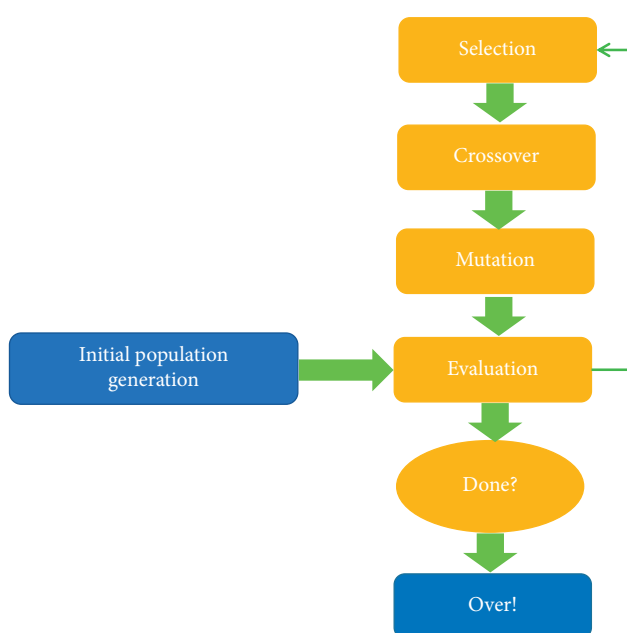 Selection
Crossover
Mutation
Initial population
generation
Evaluation
Done?
Over!